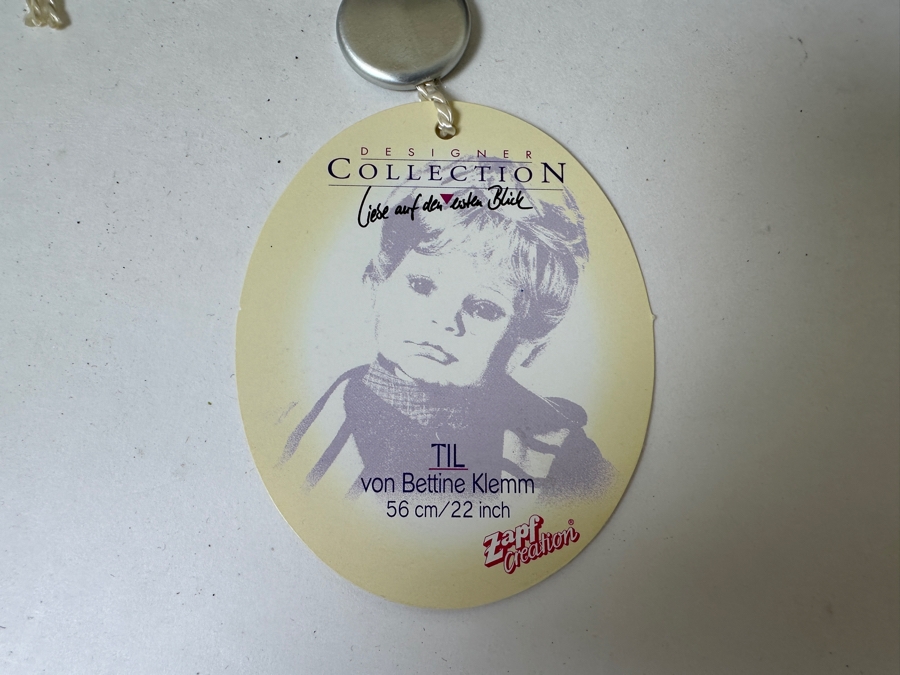 DESIGNER
COLLECTION
Liebe auf den ersten Blick
TIL
von Bettine Klemm
56 cm/22 inch
Zapf
Creation®